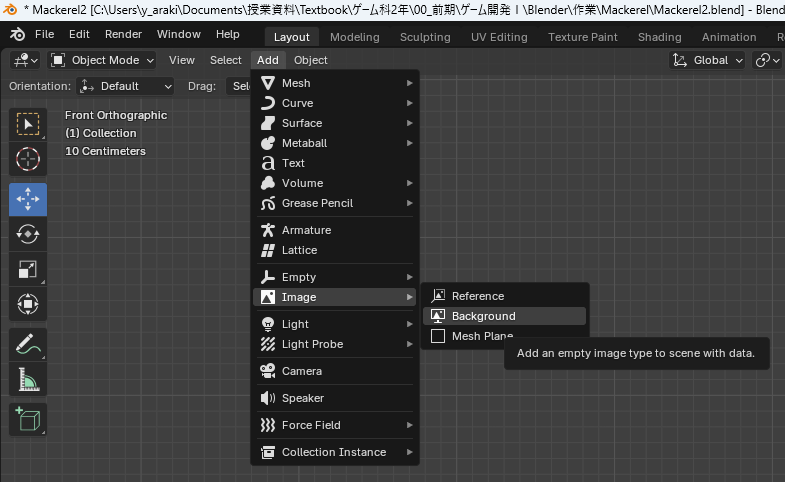 * Mackerel2 [C:\Users\y_araki\Documents\授業資料\Textbook\ゲーム科2年\00_前期\ゲーム開発Ⅰ\Blender\作業\Mackerel\Mackerel2.blend] - Blend
File Edit Render Window Help Layout Modeling Sculpting UV Editing Texture Paint Shading Animation R
Object Mode View Select Add Object Global
Orientation: Default Drag: Sel
Front Orthographic
(1) Collection
10 Centimeters
Mesh
Curve
Surface
Metaball
Text
Volume
Grease Pencil
Armature
Lattice
Empty
Image
Light
Light Probe
Camera
Speaker
Force Field
Collection Instance
Reference
Background
Mesh Plane
Add an empty image type to scene with data.